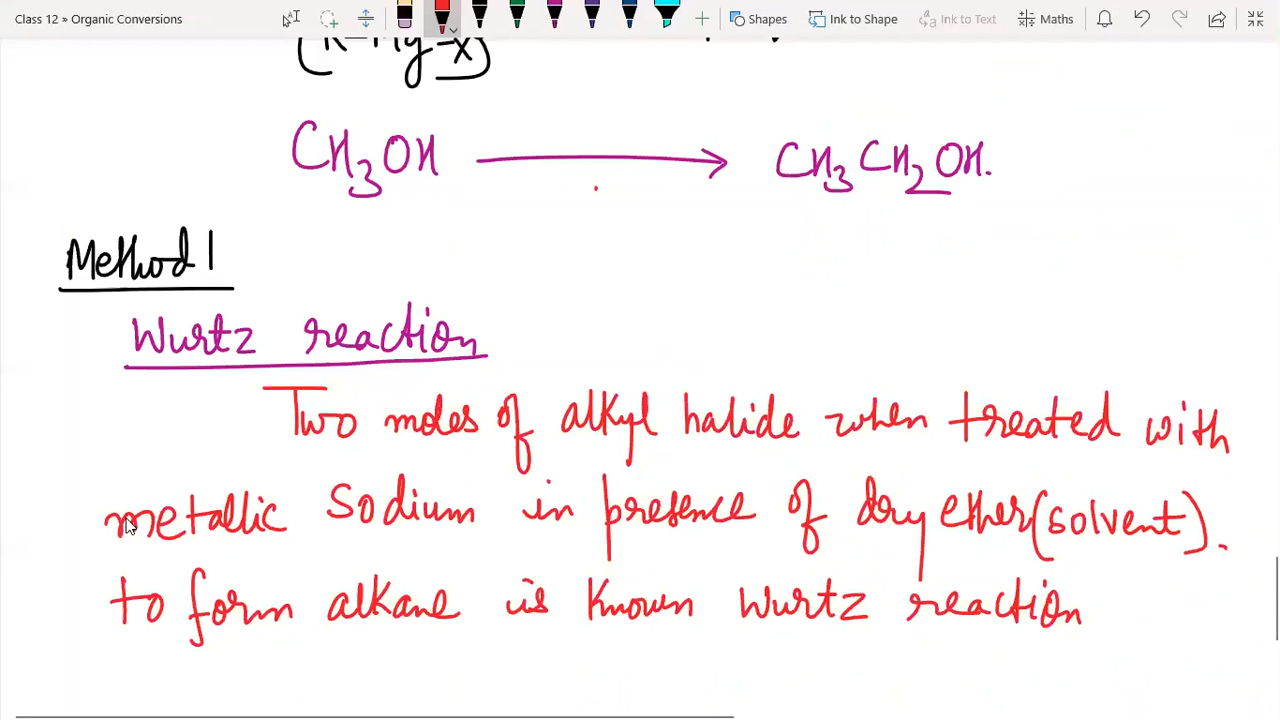 Class 12 » Organic Conversions
Shapes
Ink to Shape
Ink to Text
Maths
(R-Mg-X)
CH3OH → CH3CH2OH.
Method 1
Wurtz reaction
Two moles of alkyl halide when treated with
metallic Sodium in presence of dry ether(solvent).
to form alkane is known Wurtz reaction